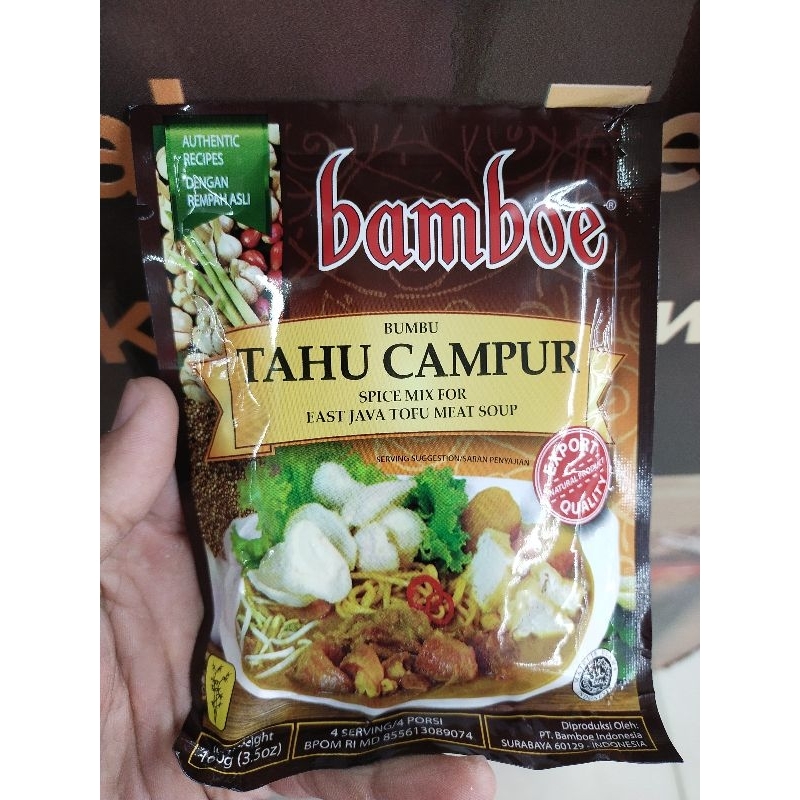 AUTHENTIC
RECIPES
DENGAN
REMPAH ASLI
bamboe®
BUMBU
TAHU CAMPUR
SPICE MIX FOR
EAST JAVA TOFU MEAT SOUP
SERVING SUGGESTION/SARAN PENYAJIAN
EXPORT
NATURAL PRODUCT
QUALITY
(3.5oz)
4 SERVING/4 PORSI
BPOM RI MD 855613089074
Diproduksi Oleh:
PT. Bamboe Indonesia
SURABAYA 60129 - INDONESIA